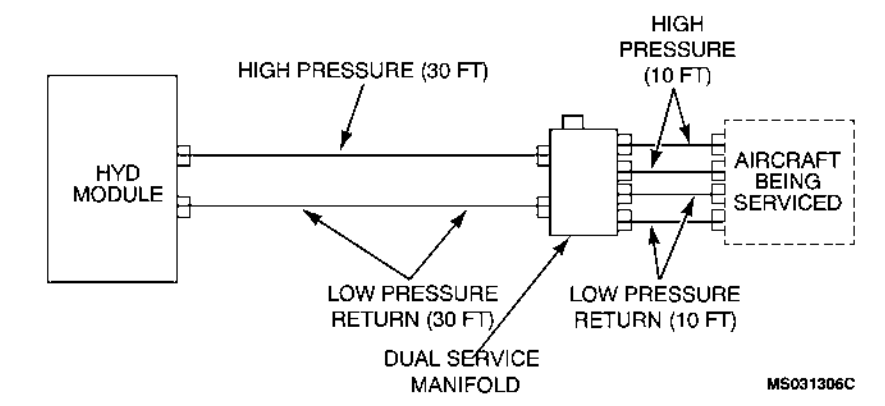 HIGH
PRESSURE
(10 FT)
HIGH PRESSURE (30 FT)
HYD
MODULE
AIRCRAFT
BEING
SERVICED
LOW PRESSURE
RETURN (30 FT)
LOW PRESSURE
RETURN (10 FT)
DUAL SERVICE
MANIFOLD
MS031306C